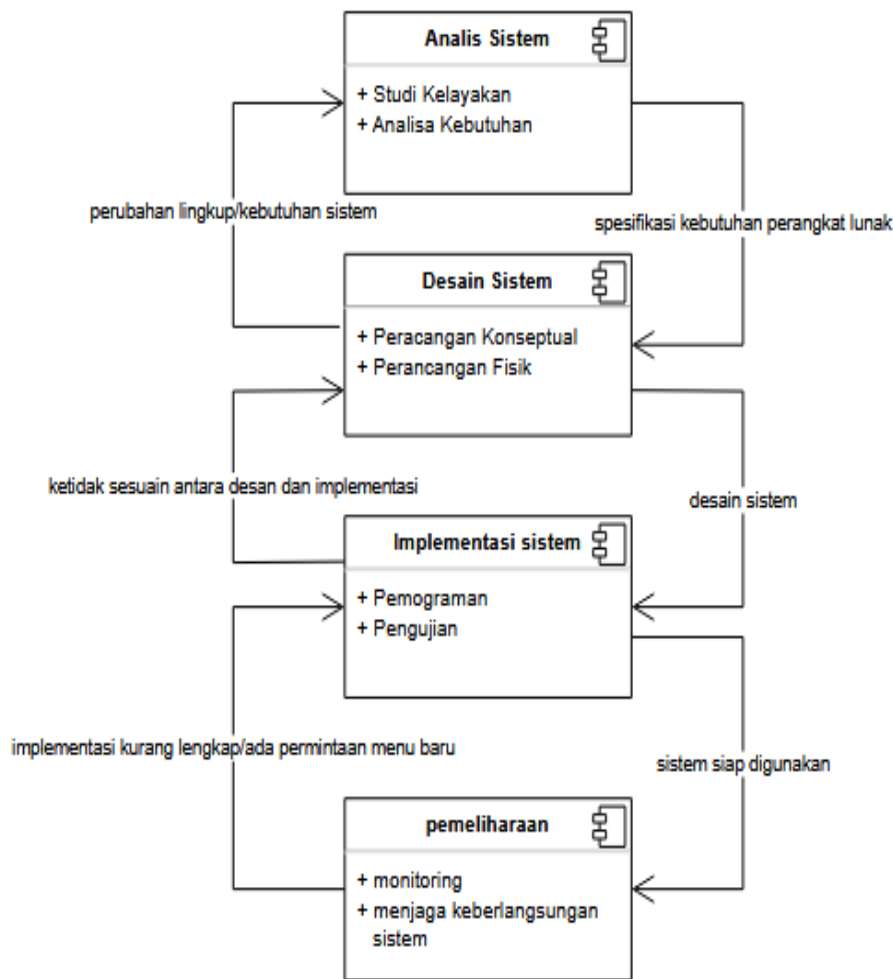 Analis Sistem
+ Studi Kelayakan
+ Analisa Kebutuhan
perubahan lingkup/kebutuhan sistem
spesifikasi kebutuhan perangkat lunak
Desain Sistem
+ Peracangan Konseptual
+ Perancangan Fisik
ketidak sesuain antara desan dan implementasi
desain sistem
Implementasi sistem
+ Pemograman
+ Pengujian
implementasi kurang lengkap/ada permintaan menu baru
sistem siap digunakan
pemeliharaan
+ monitoring
+ menjaga keberlangsungan
sistem